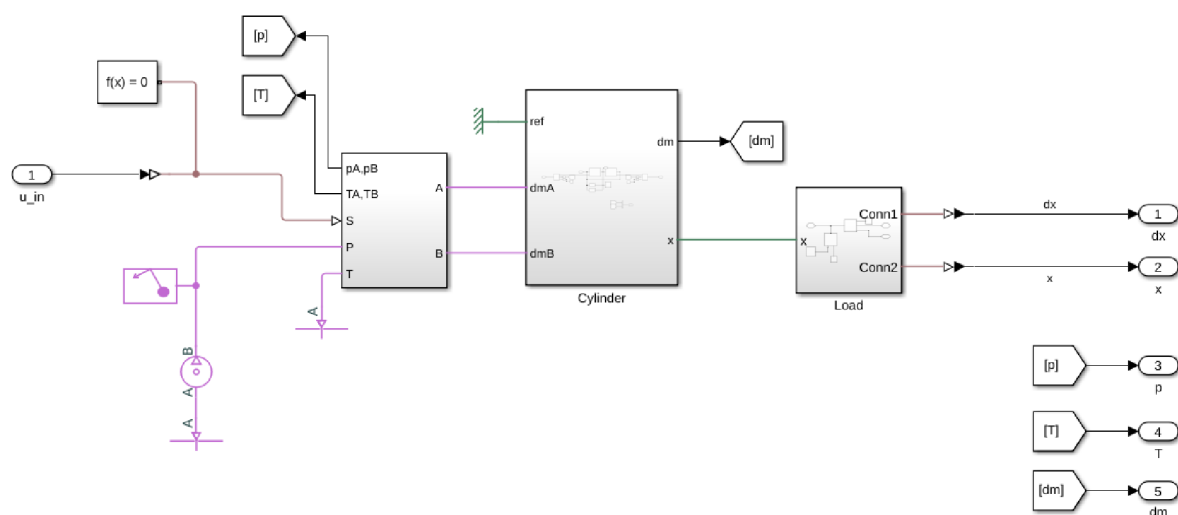 [p]
f(x) = 0
[T]
1
u_in
pA,pB
TA,TB
S
P
T
A
B
ref
dmA
dmB
dm
x
Cylinder
[dm]
x
Conn1
Conn2
Load
dx
1
dx
x
2
x
A
B
A
A
[p]
3
p
[T]
4
T
[dm]
5
dm